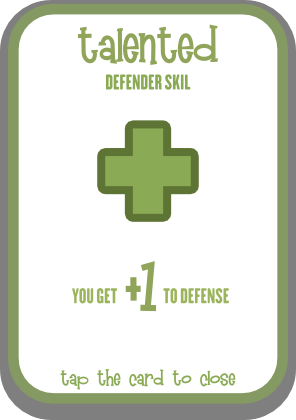 talented
DEFENDER SKIL
YOU GET +1 TO DEFENSE
tap the card to close